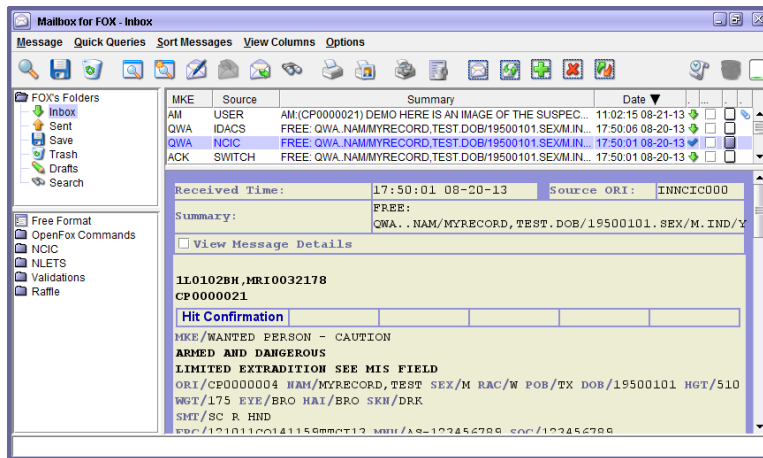 Mailbox for FOX - Inbox
Message Quick Queries Sort Messages View Columns Options
FOX's Folders
Inbox
Sent
Save
Trash
Drafts
Search
Free Format
OpenFox Commands
NCIC
NLETS
Validations
Raffle
MKE Source Summary Date
AM USER AM:(CP0000021) DEMO HERE IS AN IMAGE OF THE SUSPEC... 11:02:15 08-21-13
QWA IDACS FREE: QWA..NAM/MYRECORD,TEST.DOB/19500101.SEX/M.IN... 17:50:06 08-20-13
QWA NCIC FREE: QWA..NAM/MYRECORD,TEST.DOB/19500101.SEX/M.IN... 17:50:01 08-20-13
ACK SWITCH FREE: QWA..NAM/MYRECORD,TEST.DOB/19500101.SEX/M.IN... 17:50:01 08-20-13
Received Time: 17:50:01 08-20-13 Source ORI: INNCIC000
Summary: FREE:
QWA..NAM/MYRECORD,TEST.DOB/19500101.SEX/M.IND/Y
View Message Details
1L0102BH,MRI0032178
CP0000021
Hit Confirmation
MKE/WANTED PERSON - CAUTION
ARMED AND DANGEROUS
LIMITED EXTRADITION SEE MIS FIELD
ORI/CP0000004 NAM/MYRECORD,TEST SEX/M RAC/W POB/TX DOB/19500101 HGT/510
WGT/175 EYE/BRO HAI/BRO SKN/DRK
SMT/SC R HND
MNU/AS-123456789 SOC/123456789